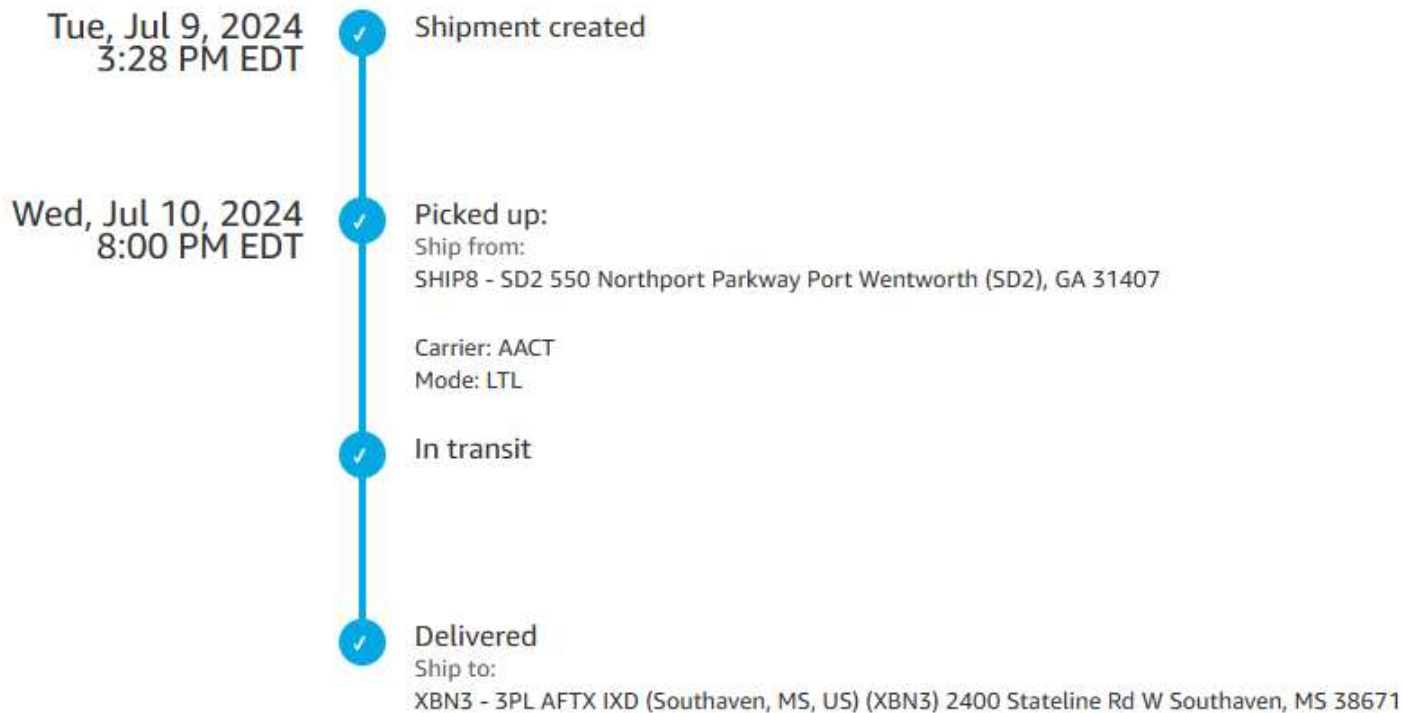 Tue, Jul 9, 2024
3:28 PM EDT
Shipment created
Wed, Jul 10, 2024
8:00 PM EDT
Picked up:
Ship from:
SHIP8 - SD2 550 Northport Parkway Port Wentworth (SD2), GA 31407
Carrier: AACT
Mode: LTL
In transit
Delivered
Ship to:
XBN3 - 3PL AFTX IXD (Southaven, MS, US) (XBN3) 2400 Stateline Rd W Southaven, MS 38671